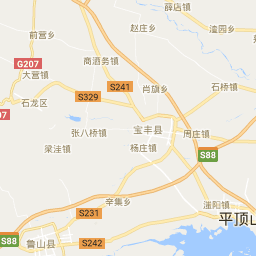 薛店镇
赵庄乡
前营乡
滍园乡
商酒务镇
G207
大营镇
石桥镇
S241
尚旗乡
S329
石龙区
07
张八桥镇
宝丰县
周庄镇
梁洼镇
杨庄镇
S88
辛集乡
S231
滍阳镇
平顶山
S88
鲁山县
S242